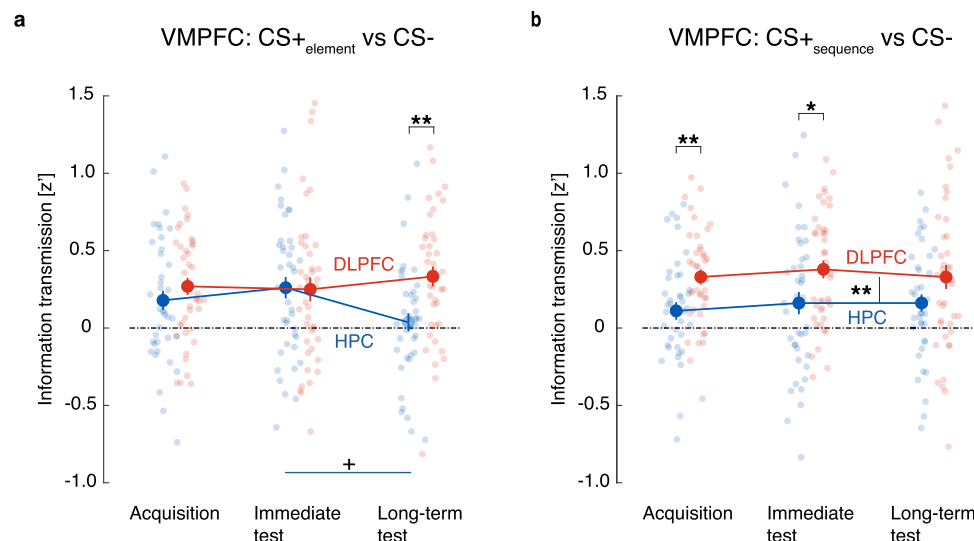 a
VMPFC: CS+element vs CS-
Information transmission [z']
1.5
1.0
0.5
0
-0.5
-1.0
**
DLPFC
HPC
+
Acquisition
Immediate
test
Long-term
test
b
VMPFC: CS+sequence vs CS-
Information transmission [z']
1.5
1.0
0.5
0
-0.5
-1.0
**
*
DLPFC
**
HPC
Acquisition
Immediate
test
Long-term
test